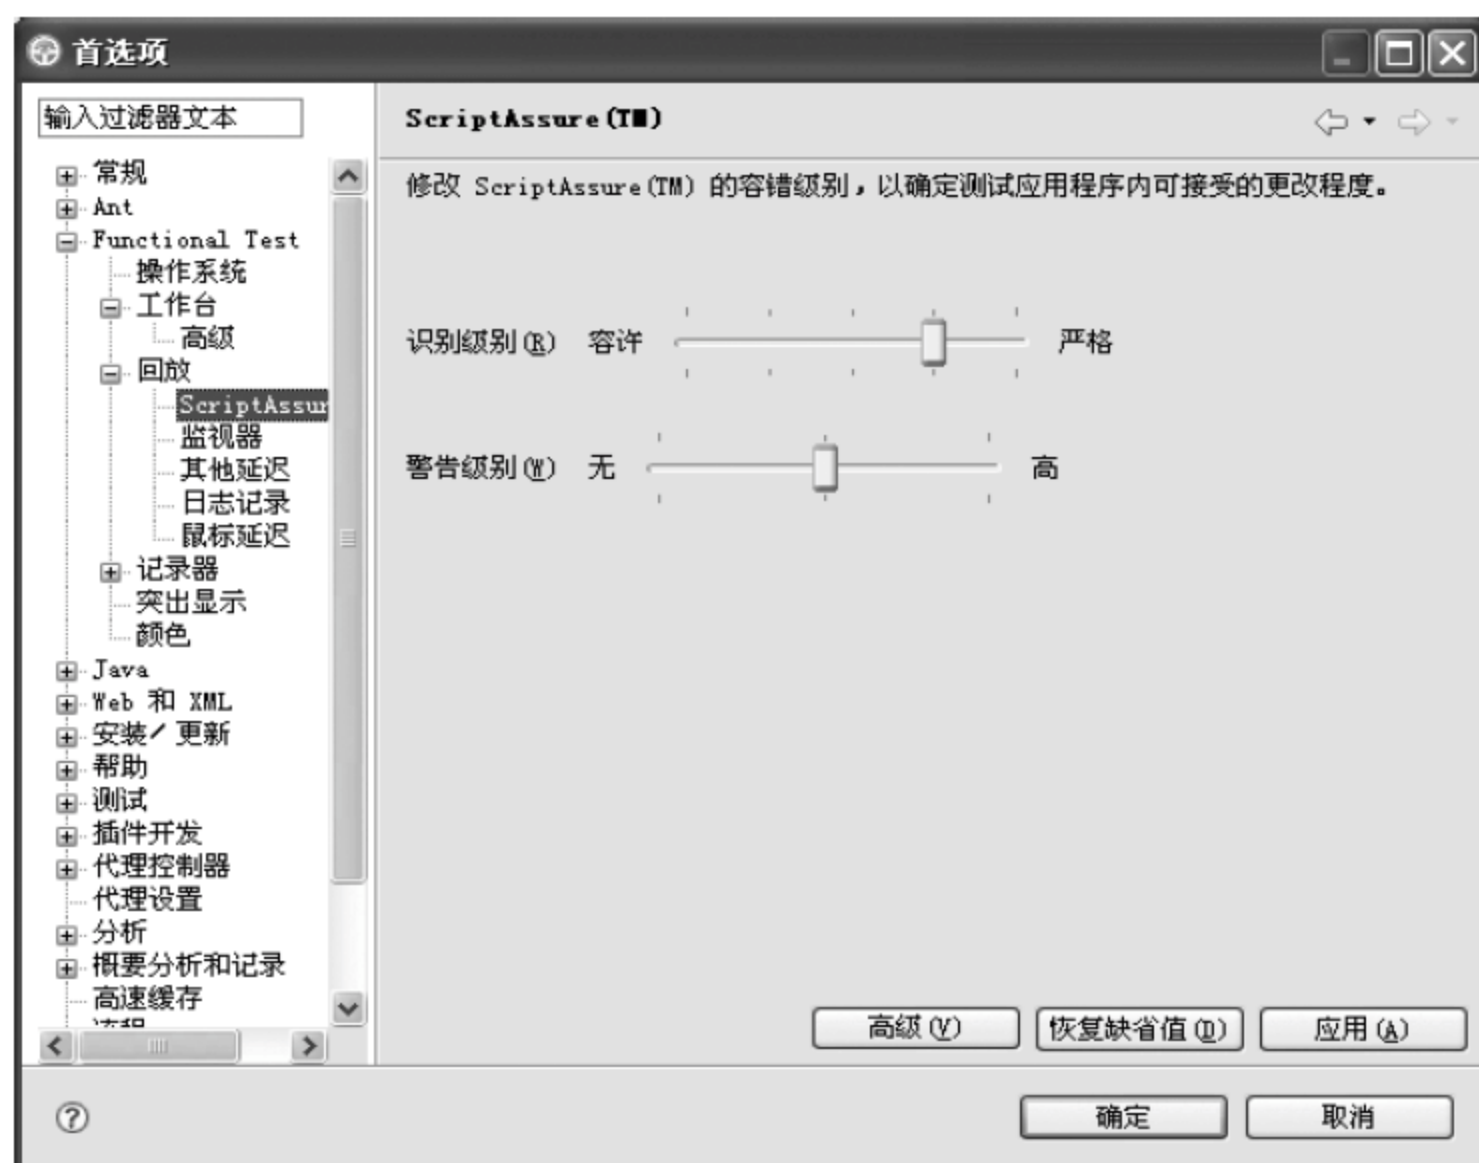 首选项
输入过滤器文本
常规
Ant
Functional Test
操作系统
工作台
高级
回放
ScriptAssur
监视器
其他延迟
日志记录
鼠标延迟
记录器
突出显示
颜色
Java
Web 和 XML
安装/更新
帮助
测试
插件开发
代理控制器
代理设置
分析
概要分析和记录
高速缓存
ScriptAssure(TM)
修改 ScriptAssure(TM) 的容错级别，以确定测试应用程序内可接受的更改程度。
识别级别(R) 容许 严格
警告级别(W) 无 高
高级(V) 恢复缺省值(D) 应用(A)
确定 取消